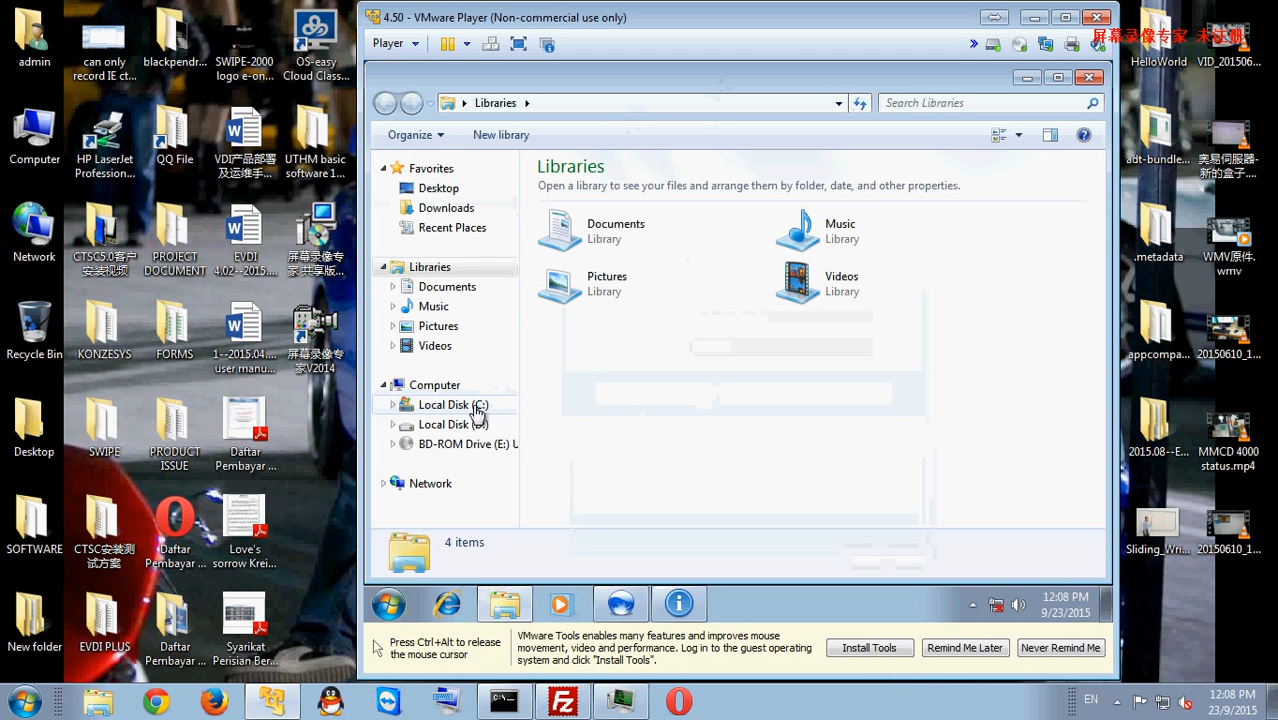 admin
can only
record IE ct...
blackpendr...
SWIPE-2000
logo e-on...
OS-easy
Cloud Class...
Computer
HP LaserJet
Profession...
QQ File
VDI产品部署
及运维手...
UTHM basic
software 1...
Network
CTSC5.0客户
安装视频
PROJECT
DOCUMENT
EVDI
4.02--2015....
屏幕录像专
家 共享版...
Recycle Bin
KONZESYS
FORMS
1--2015.04....
user manu...
屏幕录像专
家V2014
Desktop
SWIPE
PRODUCT
ISSUE
Daftar
Pembayar ...
SOFTWARE
CTSC安装测
试方案
Daftar
Pembayar ...
Love's
sorrow Krei...
New folder
EVDI PLUS
Daftar
Pembayar ...
Syarikat
Perisian Ber...
4.50 - VMware Player (Non-commercial use only)
Player
屏幕录像专家 未注册
Libraries
Search Libraries
Organize
New library
Favorites
Desktop
Downloads
Recent Places
Libraries
Documents
Music
Pictures
Videos
Computer
Local Disk (C:)
Local Disk (D:)
BD-ROM Drive (E:) U
Network
Libraries
Open a library to see your files and arrange them by folder, date, and other properties.
Documents
Library
Music
Library
Pictures
Library
Videos
Library
4 items
12:08 PM
9/23/2015
Press Ctrl+Alt to release
the mouse cursor
VMware Tools enables many features and improves mouse
movement, video and performance. Log in to the guest operating
system and click "Install Tools".
Install Tools
Remind Me Later
Never Remind Me
HelloWorld
VID_201506...
adt-bundle...
奕易伺服器-
新的盒子....
.metadata
WMV原件.
wmv
appcompa...
20150610_1...
2015.08--E...
MMCD 4000
status.mp4
Sliding_Wri...
20150610_1...
EN
12:08 PM
23/9/2015